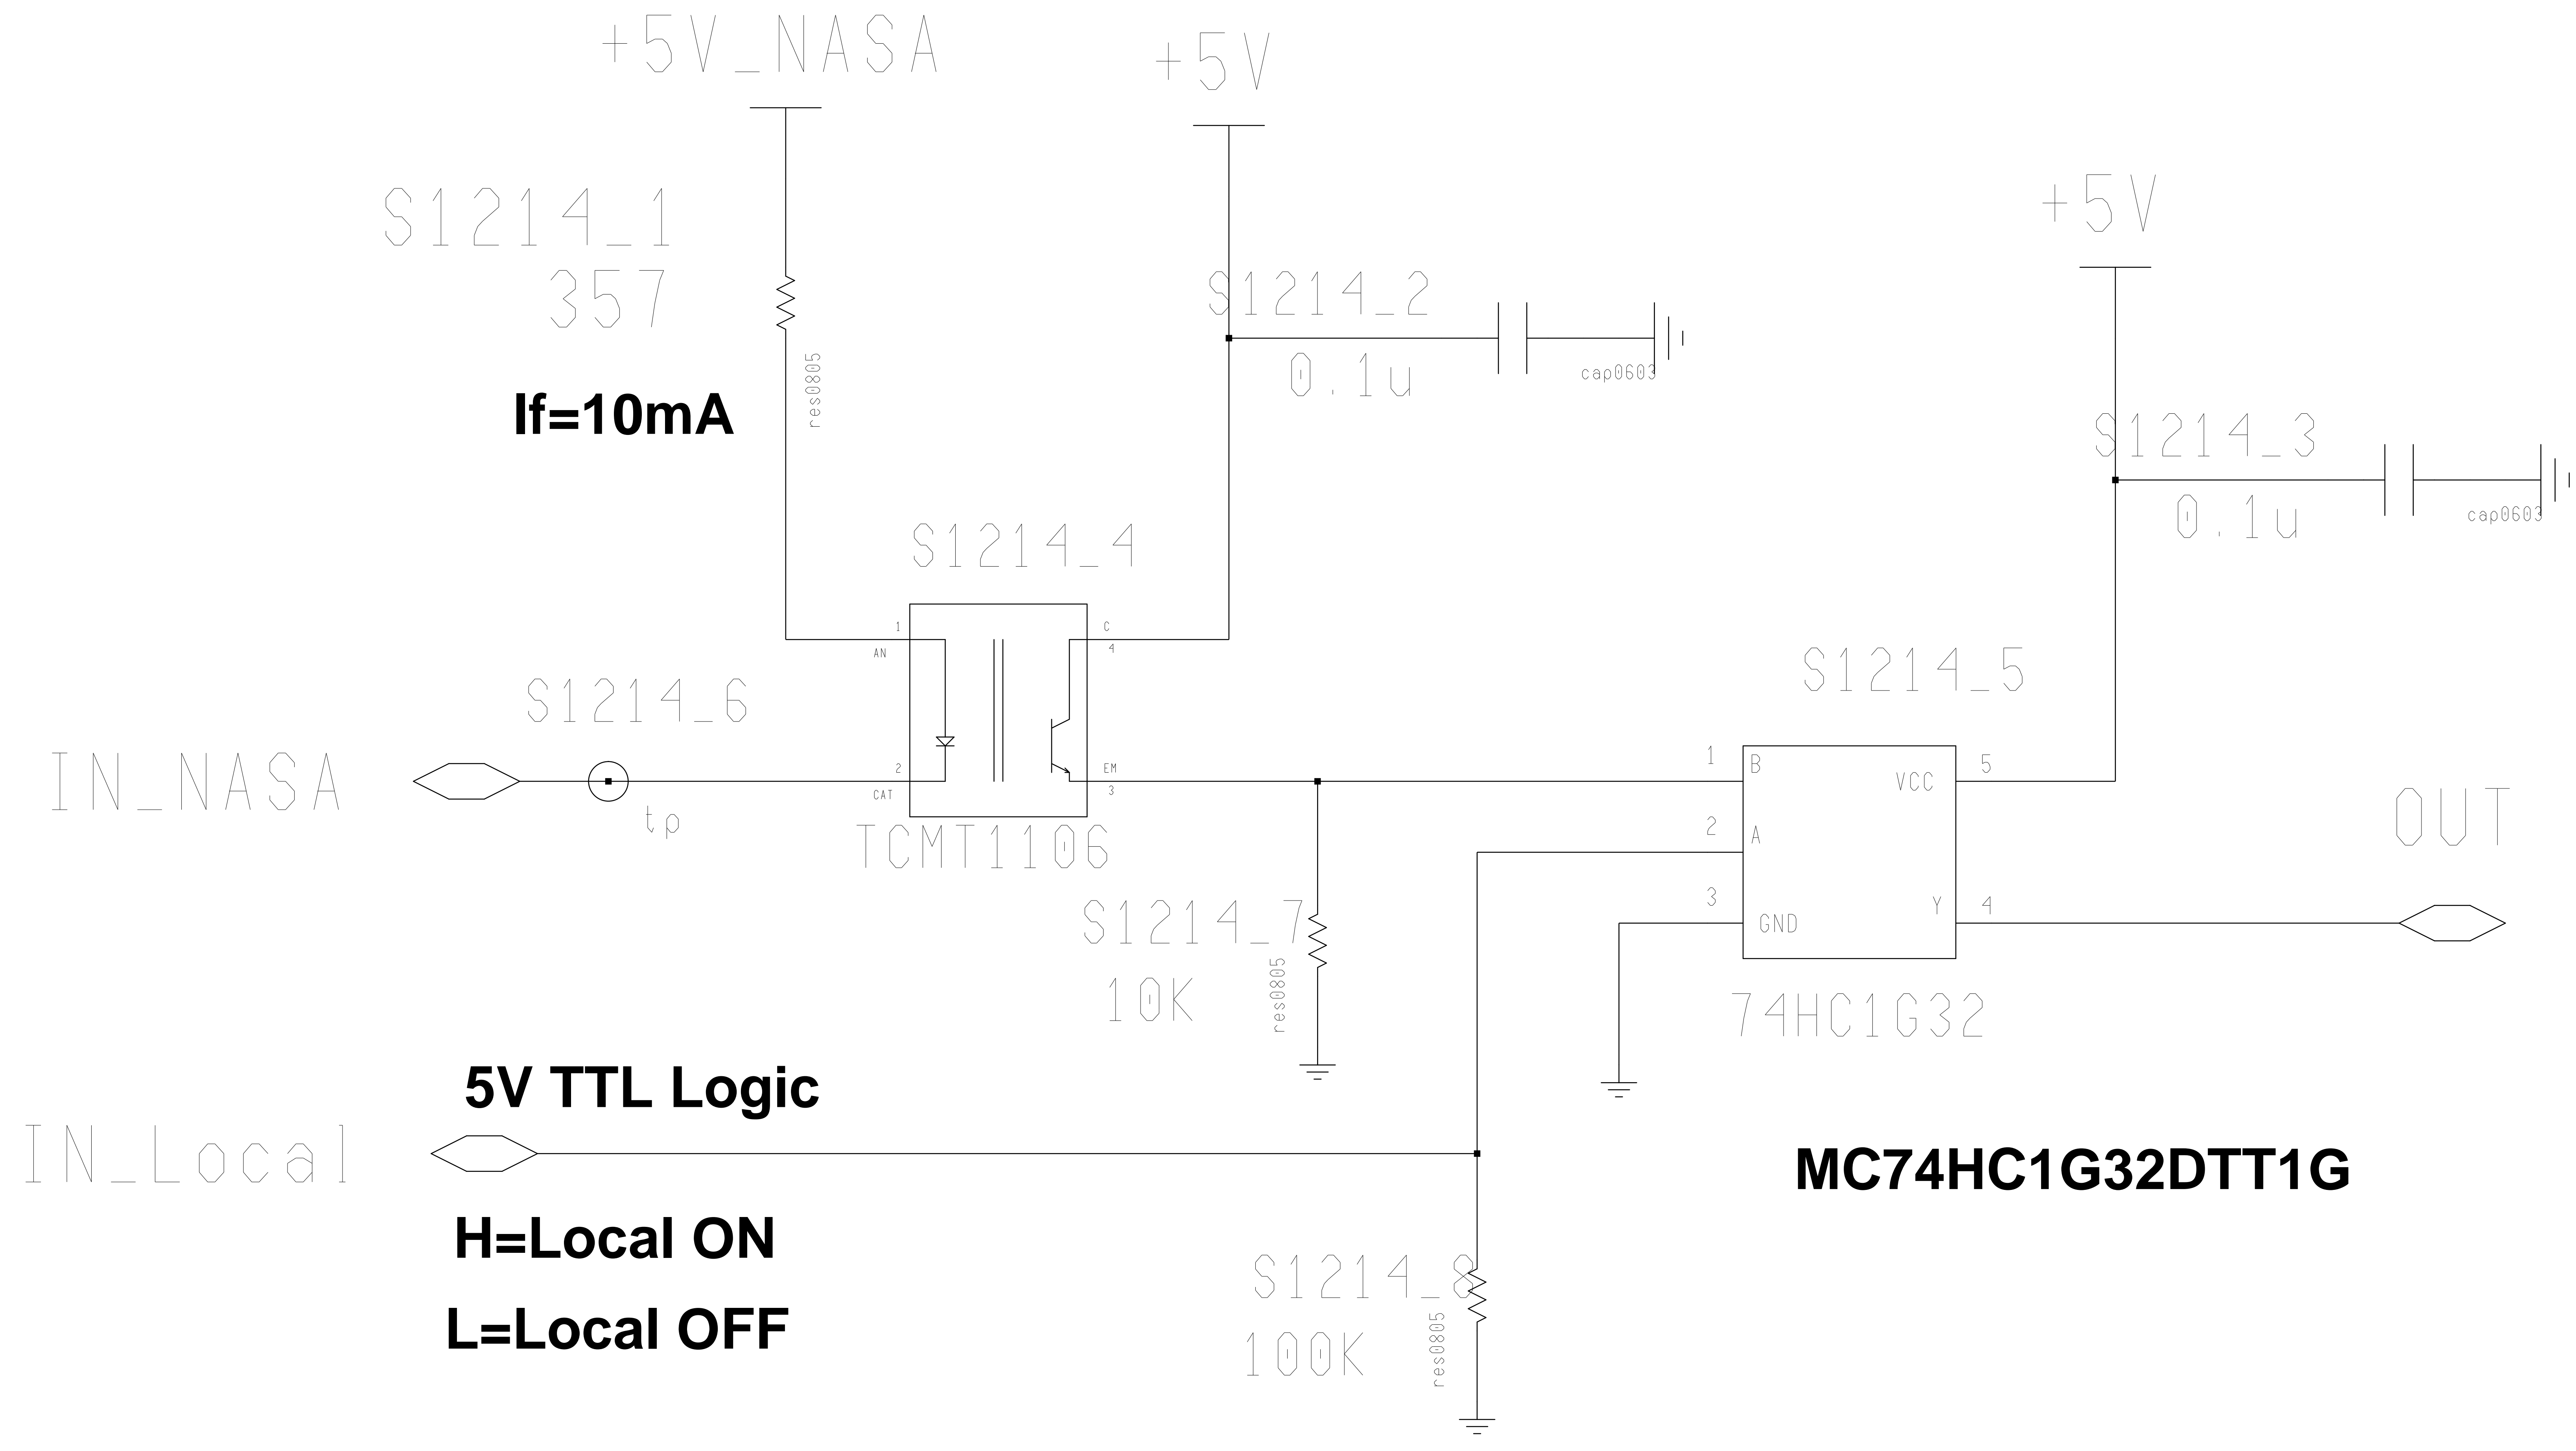 +5V_NASA
+5V
+5V
S1214_1
357
res0805
If=10mA
S1214_2
0.1u
cap0603
S1214_3
0.1u
cap0603
S1214_4
1
AN
C
4
2
CAT
EM
3
TCMT1106
S1214_6
IN_NASA
tp
S1214_5
1
B
VCC
5
2
A
3
GND
Y
4
74HC1G32
OUT
S1214_7
10K
res0805
5V TTL Logic
IN_Local
H=Local ON
L=Local OFF
MC74HC1G32DTT1G
S1214_8
100K
res0805